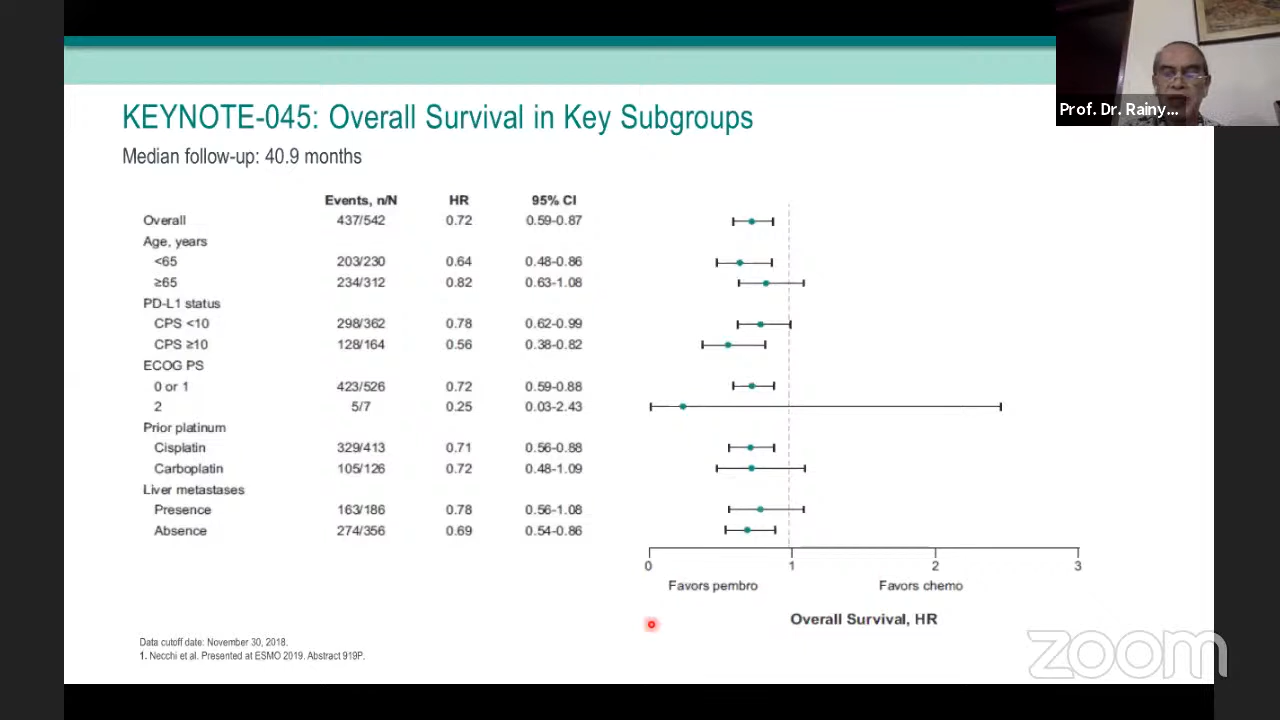 Prof. Dr. Rainy...
KEYNOTE-045: Overall Survival in Key Subgroups
Median follow-up: 40.9 months
Events, n/N HR 95% CI
Overall 437/542 0.72 0.59-0.87
Age, years
<65 203/230 0.64 0.48-0.86
≥65 234/312 0.82 0.63-1.08
PD-L1 status
CPS <10 298/362 0.78 0.62-0.99
CPS ≥10 128/164 0.56 0.38-0.82
ECOG PS
0 or 1 423/526 0.72 0.59-0.88
2 5/7 0.25 0.03-2.43
Prior platinum
Cisplatin 329/413 0.71 0.56-0.88
Carboplatin 105/126 0.72 0.48-1.09
Liver metastases
Presence 163/186 0.78 0.56-1.08
Absence 274/356 0.69 0.54-0.86
0 1 2 3
Favors pembro Favors chemo
Overall Survival, HR
Data cutoff date: November 30, 2018.
1. Necchi et al. Presented at ESMO 2019. Abstract 919P.
zoom